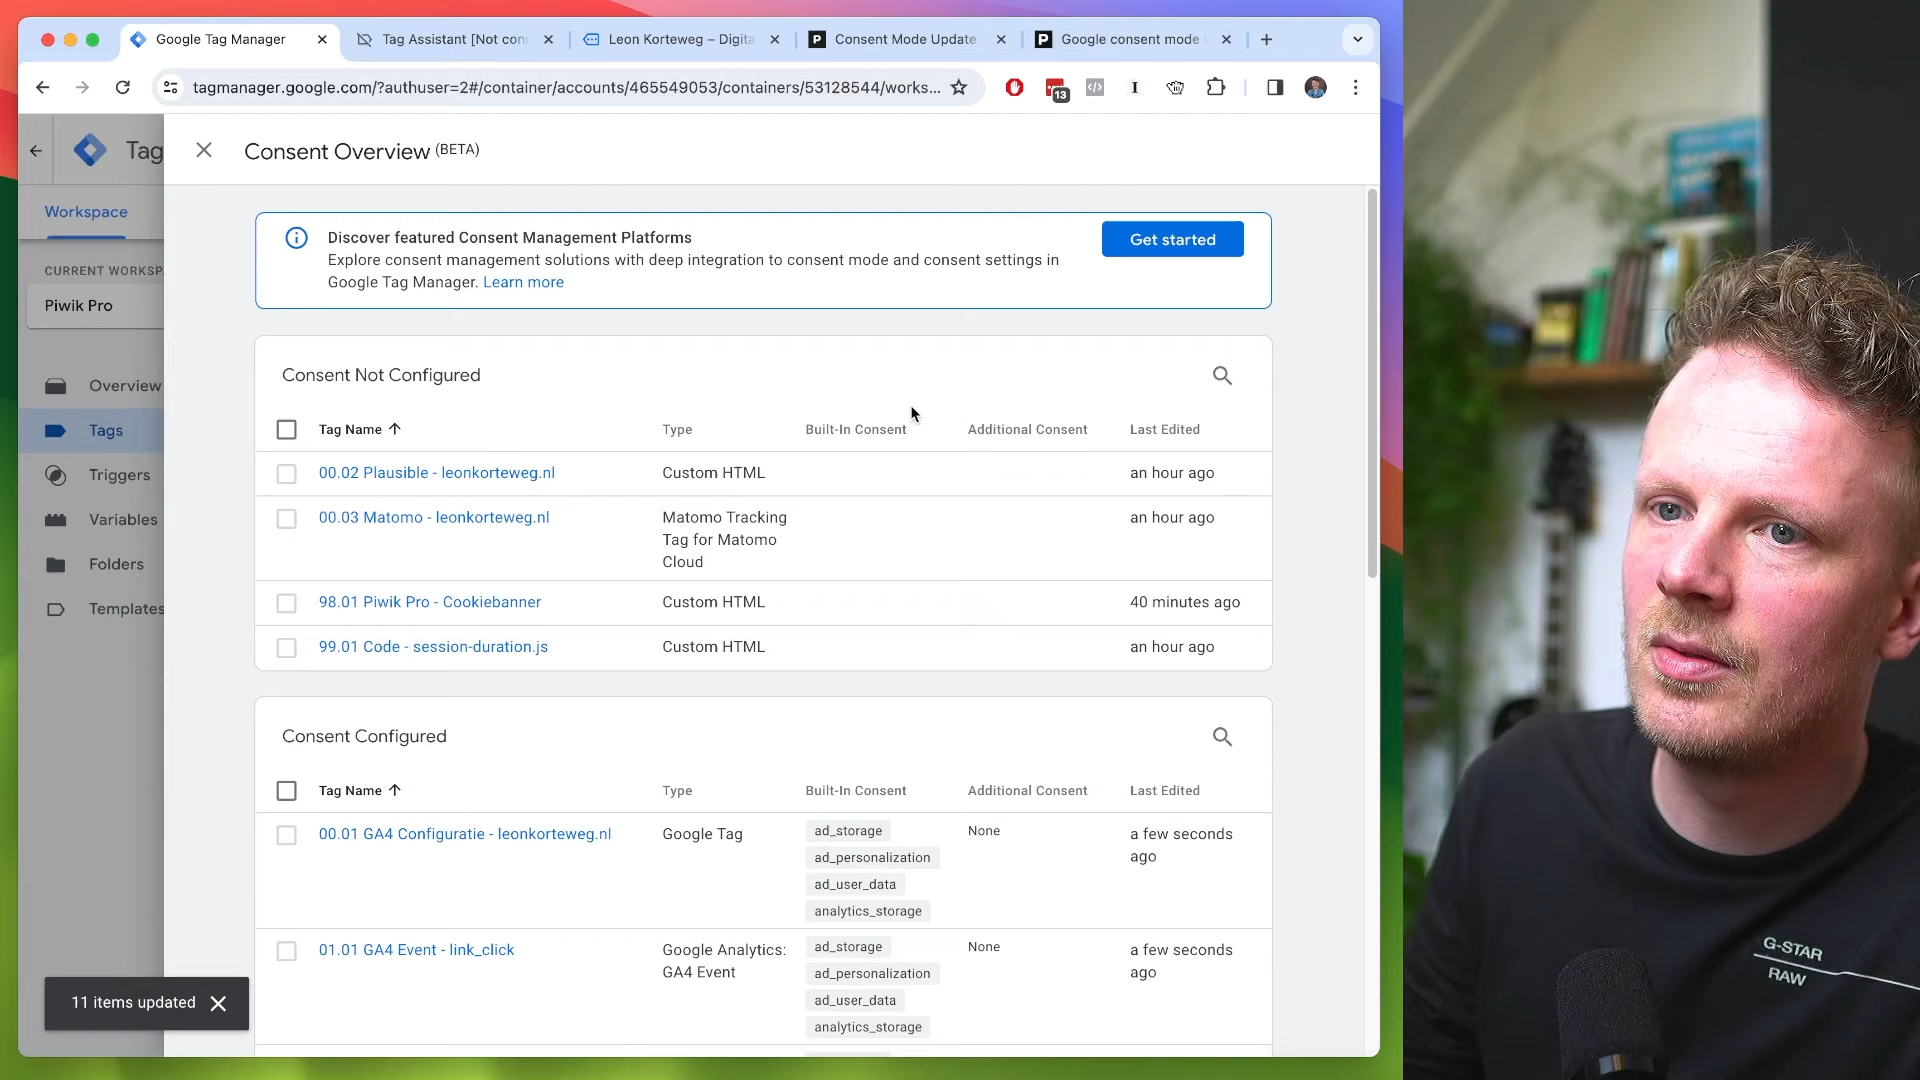 Google Tag Manager
Tag Assistant [Not con
Leon Korteweg – Digita
Consent Mode Update
Google consent mode
tagmanager.google.com/?authuser=2#/container/accounts/465549053/containers/53128544/works...
13
Tag
Consent Overview (BETA)
Workspace
CURRENT WORKSP
Piwik Pro
Overview
Tags
Triggers
Variables
Folders
Templates
Discover featured Consent Management Platforms
Explore consent management solutions with deep integration to consent mode and consent settings in
Google Tag Manager. Learn more
Get started
Consent Not Configured
Tag Name Type Built-In Consent Additional Consent Last Edited
00.02 Plausible - leonkorteweg.nl Custom HTML an hour ago
00.03 Matomo - leonkorteweg.nl Matomo Tracking an hour ago
Tag for Matomo
Cloud
98.01 Piwik Pro - Cookiebanner Custom HTML 40 minutes ago
99.01 Code - session-duration.js Custom HTML an hour ago
Consent Configured
Tag Name Type Built-In Consent Additional Consent Last Edited
00.01 GA4 Configuratie - leonkorteweg.nl Google Tag ad_storage None a few seconds
ad_personalization ago
ad_user_data
analytics_storage
01.01 GA4 Event - link_click Google Analytics: ad_storage None a few seconds
GA4 Event ad_personalization ago
ad_user_data
analytics_storage
11 items updated
G-STAR
RAW